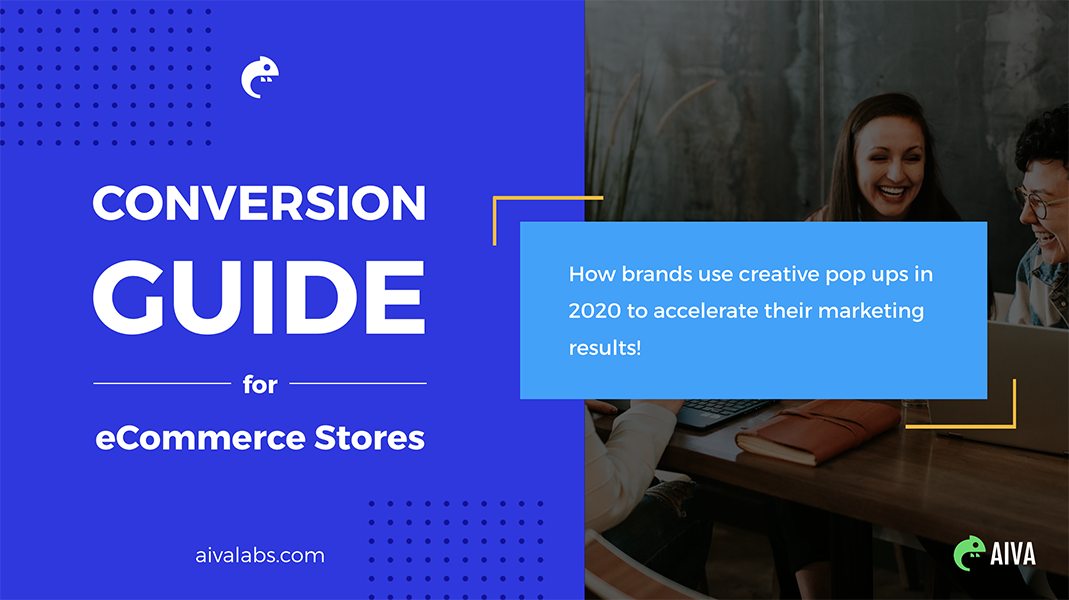 CONVERSION
GUIDE
for
eCommerce Stores
aivalabs.com
How brands use creative pop ups in
2020 to accelerate their marketing
results!
AIVA